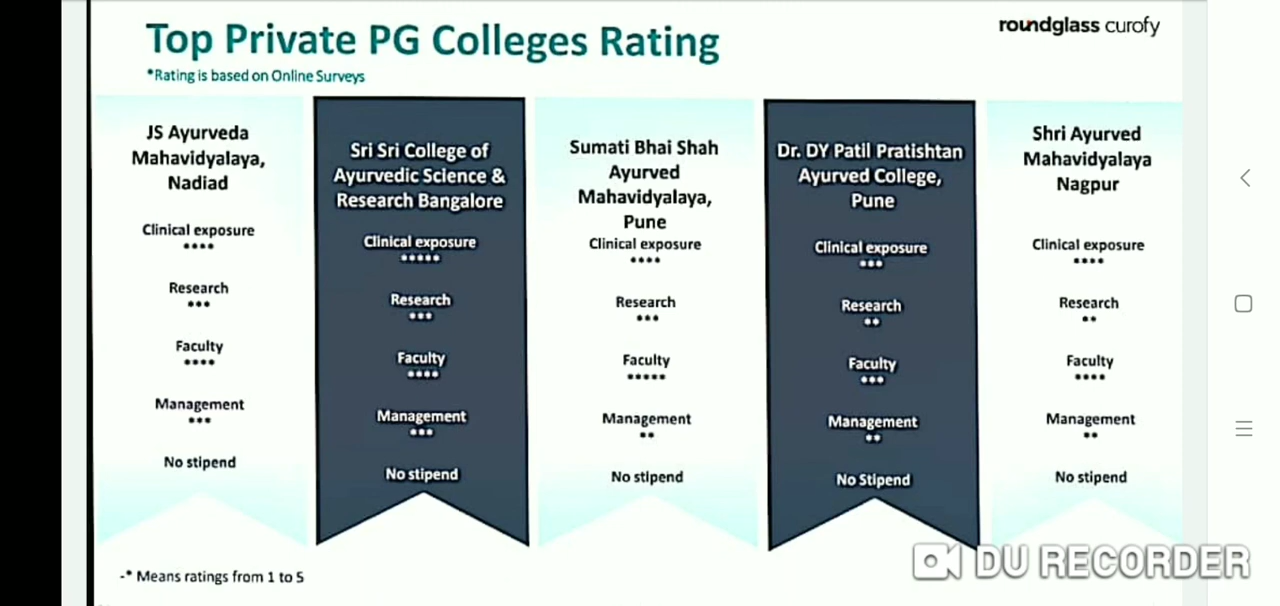 Top Private PG Colleges Rating
*Rating is based on Online Surveys
roundglass curofy
JS Ayurveda
Mahavidyalaya,
Nadiad
Clinical exposure
••••
Research
•••
Faculty
••••
Management
•••
No stipend
Sri Sri College of
Ayurvedic Science &
Research Bangalore
Clinical exposure
•••••
Research
•••
Faculty
••••
Management
•••
No stipend
Sumati Bhai Shah
Ayurved
Mahavidyalaya,
Pune
Clinical exposure
••••
Research
•••
Faculty
•••••
Management
••
No stipend
Dr. DY Patil Pratishtan
Ayurved College,
Pune
Clinical exposure
•••
Research
••
Faculty
•••
Management
••
No Stipend
Shri Ayurved
Mahavidyalaya
Nagpur
Clinical exposure
••••
Research
••
Faculty
••••
Management
••
No stipend
-* Means ratings from 1 to 5
DU RECORDER